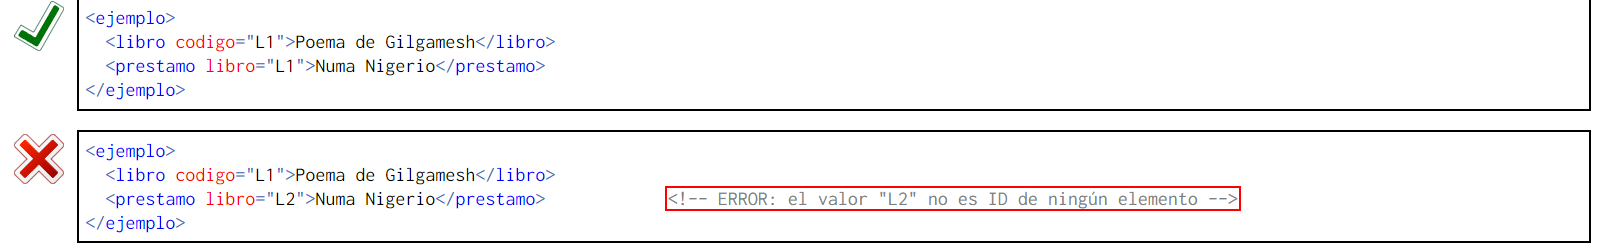 <ejemplo>
  <libro codigo="L1">Poema de Gilgamesh</libro>
  <prestamo libro="L1">Numa Nigerio</prestamo>
</ejemplo>
<ejemplo>
  <libro codigo="L1">Poema de Gilgamesh</libro>
  <prestamo libro="L2">Numa Nigerio</prestamo> <!-- ERROR: el valor "L2" no es ID de ningún elemento -->
</ejemplo>